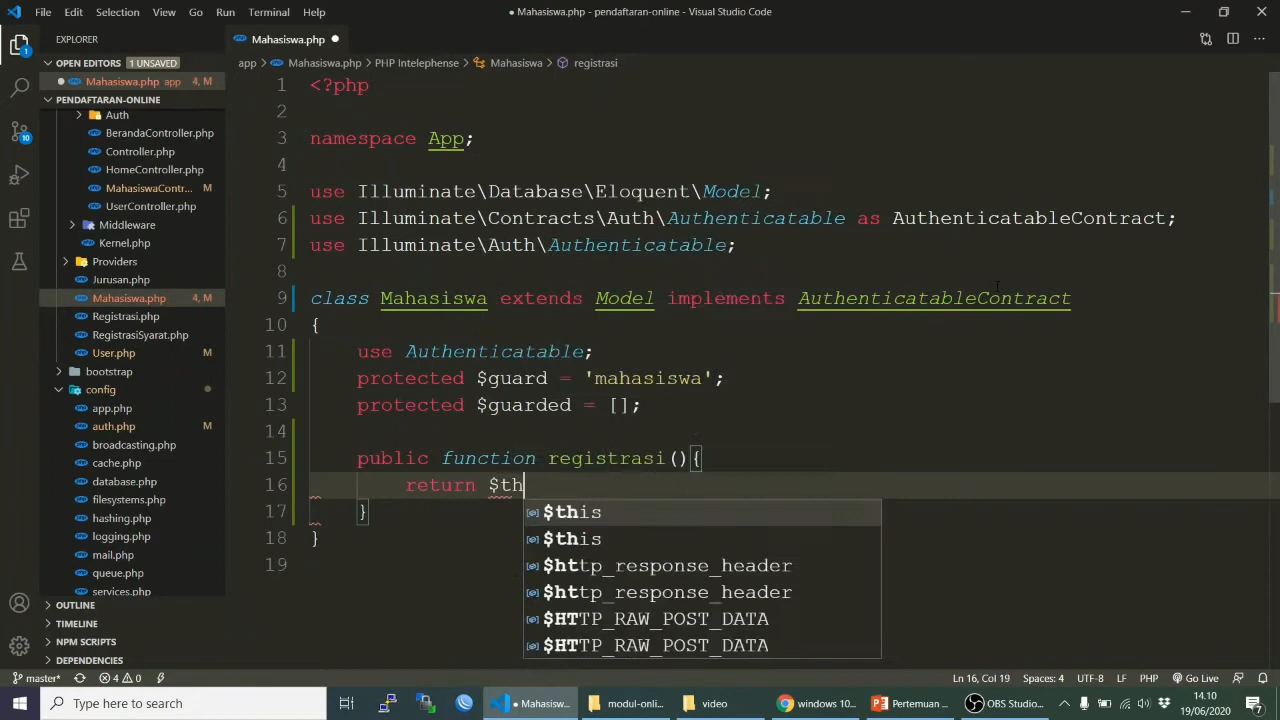 File Edit Selection View Go Run Terminal Help
● Mahasiswa.php - pendaftaran-online - Visual Studio Code
EXPLORER
Mahasiswa.php
OPEN EDITORS 1 UNSAVED
Mahasiswa.php app 4, M
PENDAFTARAN-ONLINE
Auth
BerandaController.php
Controller.php
HomeController.php
MahasiswaContr... M
UserController.php
Middleware
Kernel.php
Providers
Jurusan.php
Mahasiswa.php 4, M
Registrasi.php
RegistrasiSyarat.php
User.php M
bootstrap
config
app.php
auth.php M
broadcasting.php
cache.php
database.php
filesystems.php
hashing.php
logging.php
mail.php
queue.php
services.php
OUTLINE
TIMELINE
NPM SCRIPTS
DEPENDENCIES
1
10
app > Mahasiswa.php > PHP Intelephense > Mahasiswa > registrasi
1 <?php
2
3 namespace App;
4
5 use Illuminate\Database\Eloquent\Model;
6 use Illuminate\Contracts\Auth\Authenticatable as AuthenticatableContract;
7 use Illuminate\Auth\Authenticatable;
8
9 class Mahasiswa extends Model implements AuthenticatableContract
10 {
11 use Authenticatable;
12 protected $guard = 'mahasiswa';
13 protected $guarded = [];
14
15 public function registrasi(){
16 return $th
17 }
18 }
19
$this
$this
$http_response_header
$http_response_header
$HTTP_RAW_POST_DATA
$HTTP_RAW_POST_DATA
master* 4 0
Ln 16, Col 19 Spaces: 4 UTF-8 LF PHP Go Live
Type here to search
● Mahasisw...
modul-onli...
video
windows 10...
Pertemuan ...
OBS Studio...
14.10
19/06/2020
7